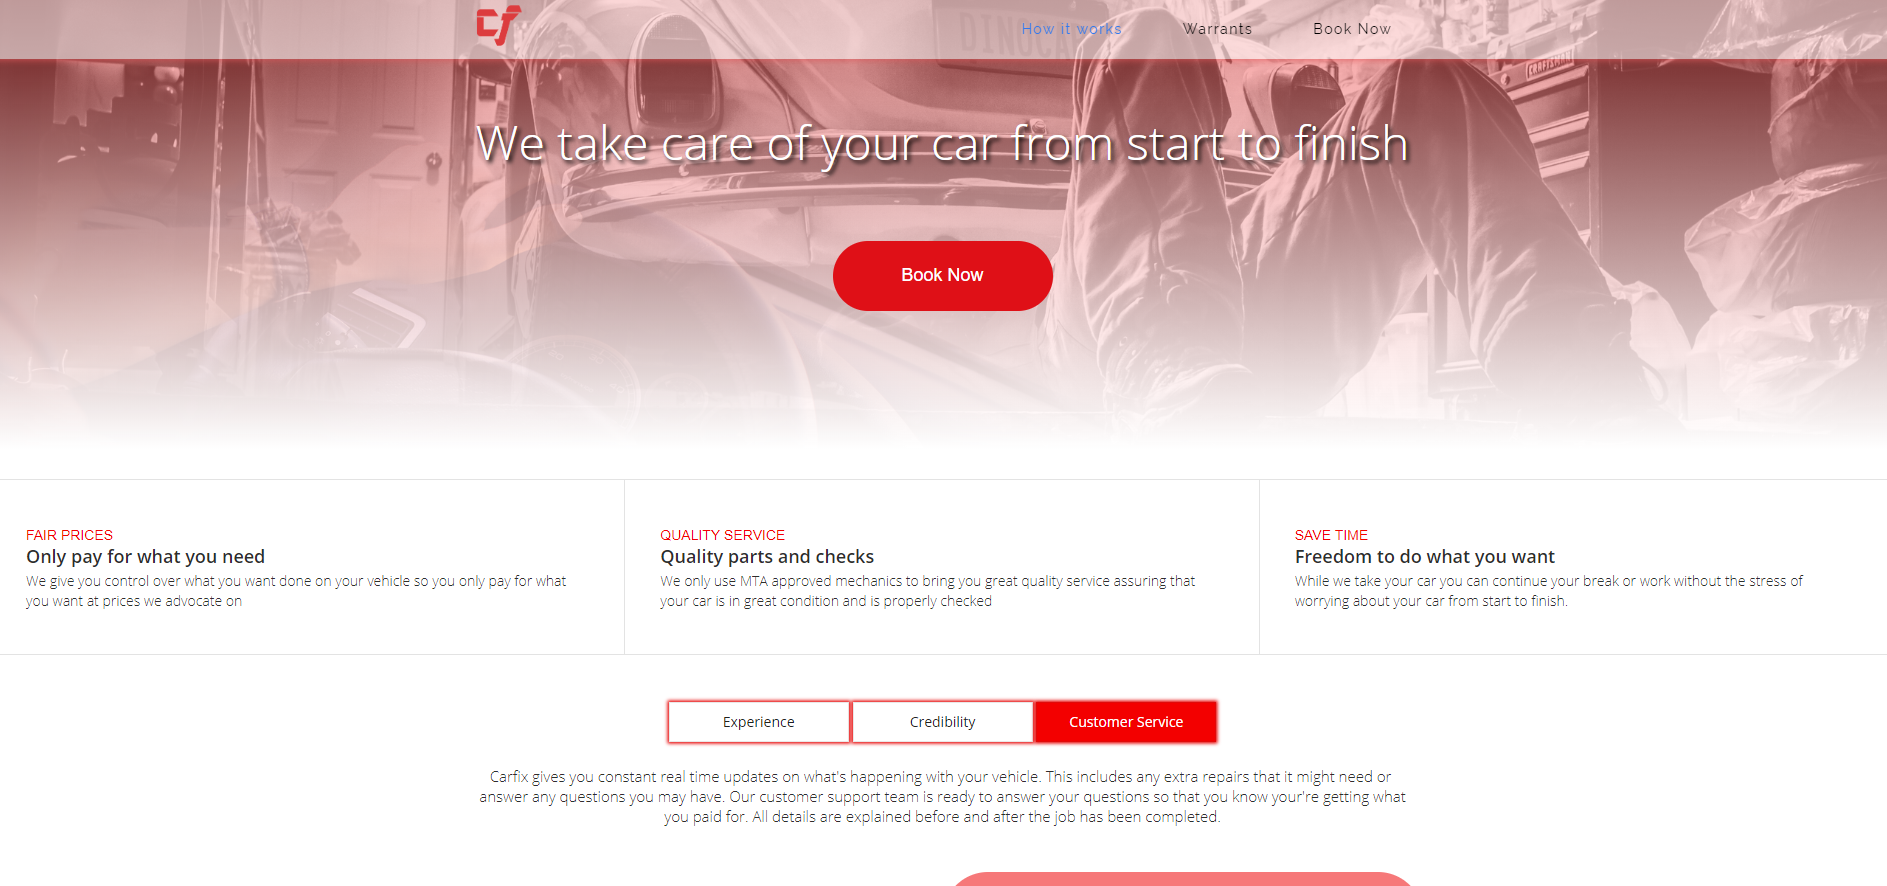 CF
How it works
Warrants
Book Now
DINOCA
CRAFTSMAN
We take care of your car from start to finish
Book Now
FAIR PRICES
Only pay for what you need
We give you control over what you want done on your vehicle so you only pay for what
you want at prices we advocate on
QUALITY SERVICE
Quality parts and checks
We only use MTA approved mechanics to bring you great quality service assuring that
your car is in great condition and is properly checked
SAVE TIME
Freedom to do what you want
While we take your car you can continue your break or work without the stress of
worrying about your car from start to finish.
Experience
Credibility
Customer Service
Carfix gives you constant real time updates on what's happening with your vehicle. This includes any extra repairs that it might need or
answer any questions you may have. Our customer support team is ready to answer your questions so that you know your're getting what
you paid for. All details are explained before and after the job has been completed.